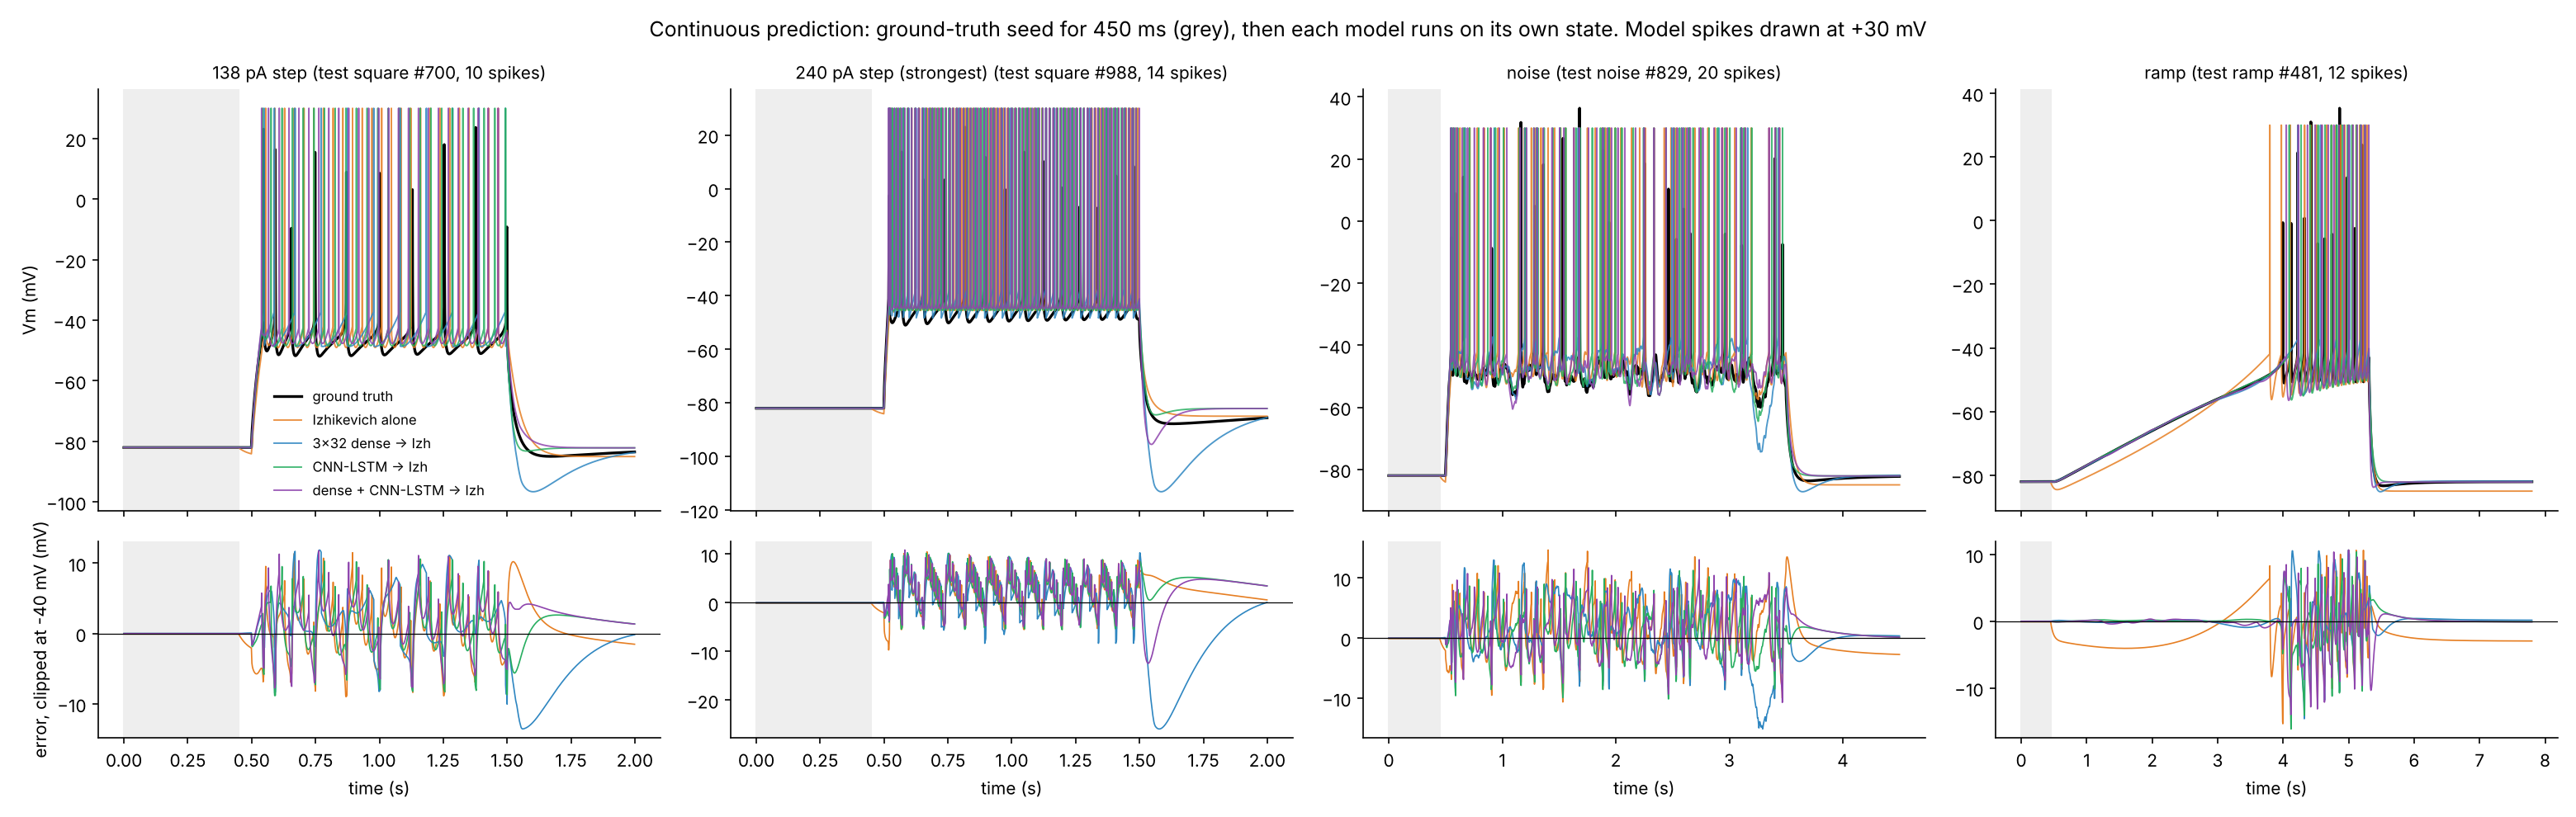 Continuous prediction: ground-truth seed for 450 ms (grey), then each model runs on its own state. Model spikes drawn at +30 mV
138 pA step (test square #700, 10 spikes)
240 pA step (strongest) (test square #988, 14 spikes)
noise (test noise #829, 20 spikes)
ramp (test ramp #481, 12 spikes)
Vm (mV)
20
0
−20
−40
−60
−80
−100
ground truth
Izhikevich alone
3×32 dense → Izh
CNN-LSTM → Izh
dense + CNN-LSTM → Izh
20
0
−20
−40
−60
−80
−100
−120
40
20
0
−20
−40
−60
−80
40
20
0
−20
−40
−60
−80
error, clipped at -40 mV (mV)
10
0
−10
0.00 0.25 0.50 0.75 1.00 1.25 1.50 1.75 2.00
time (s)
10
0
−10
−20
0.00 0.25 0.50 0.75 1.00 1.25 1.50 1.75 2.00
time (s)
10
0
−10
0 1 2 3 4
time (s)
10
0
−10
0 1 2 3 4 5 6 7 8
time (s)